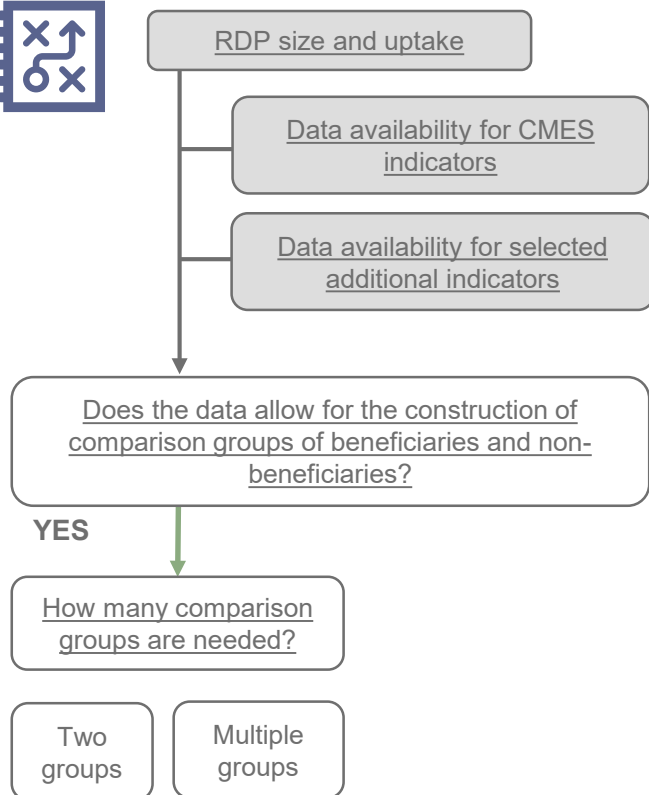 RDP size and uptake
Data availability for CMES
indicators
Data availability for selected
additional indicators
Does the data allow for the construction of
comparison groups of beneficiaries and non-
beneficiaries?
YES
How many comparison
groups are needed?
Two
groups
Multiple
groups